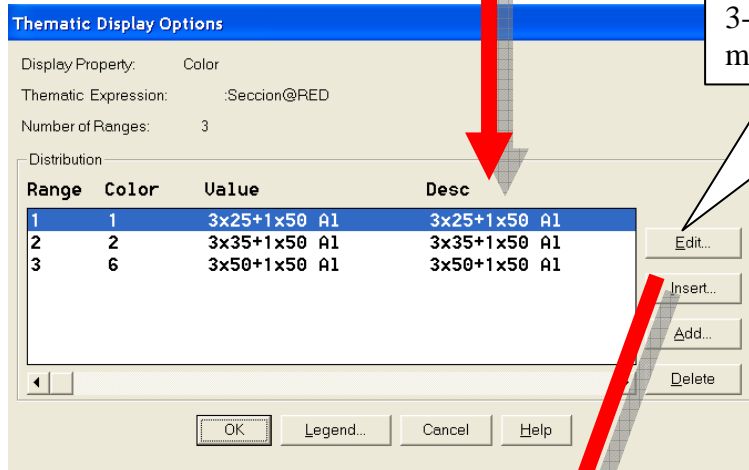 Thematic Display Options
3-
m
Display Property: Color
Thematic Expression: :Seccion@RED
Number of Ranges: 3
Distribution
Range Color Value Desc
1 1 3x25+1x50 Al 3x25+1x50 Al
2 2 3x35+1x50 Al 3x35+1x50 Al
3 6 3x50+1x50 Al 3x50+1x50 Al
Edit...
Insert...
Add...
Delete
OK Legend... Cancel Help